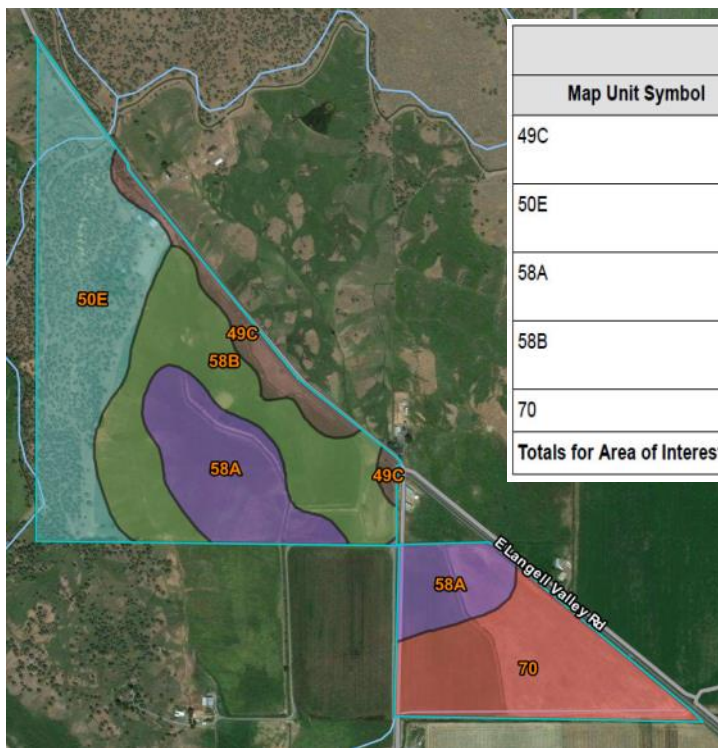 Map Unit Symbol
49C
50E
58A
58B
70
Totals for Area of Interes
50E
49C
58B
58A
49C
58A
E Langell Valley Rd
70